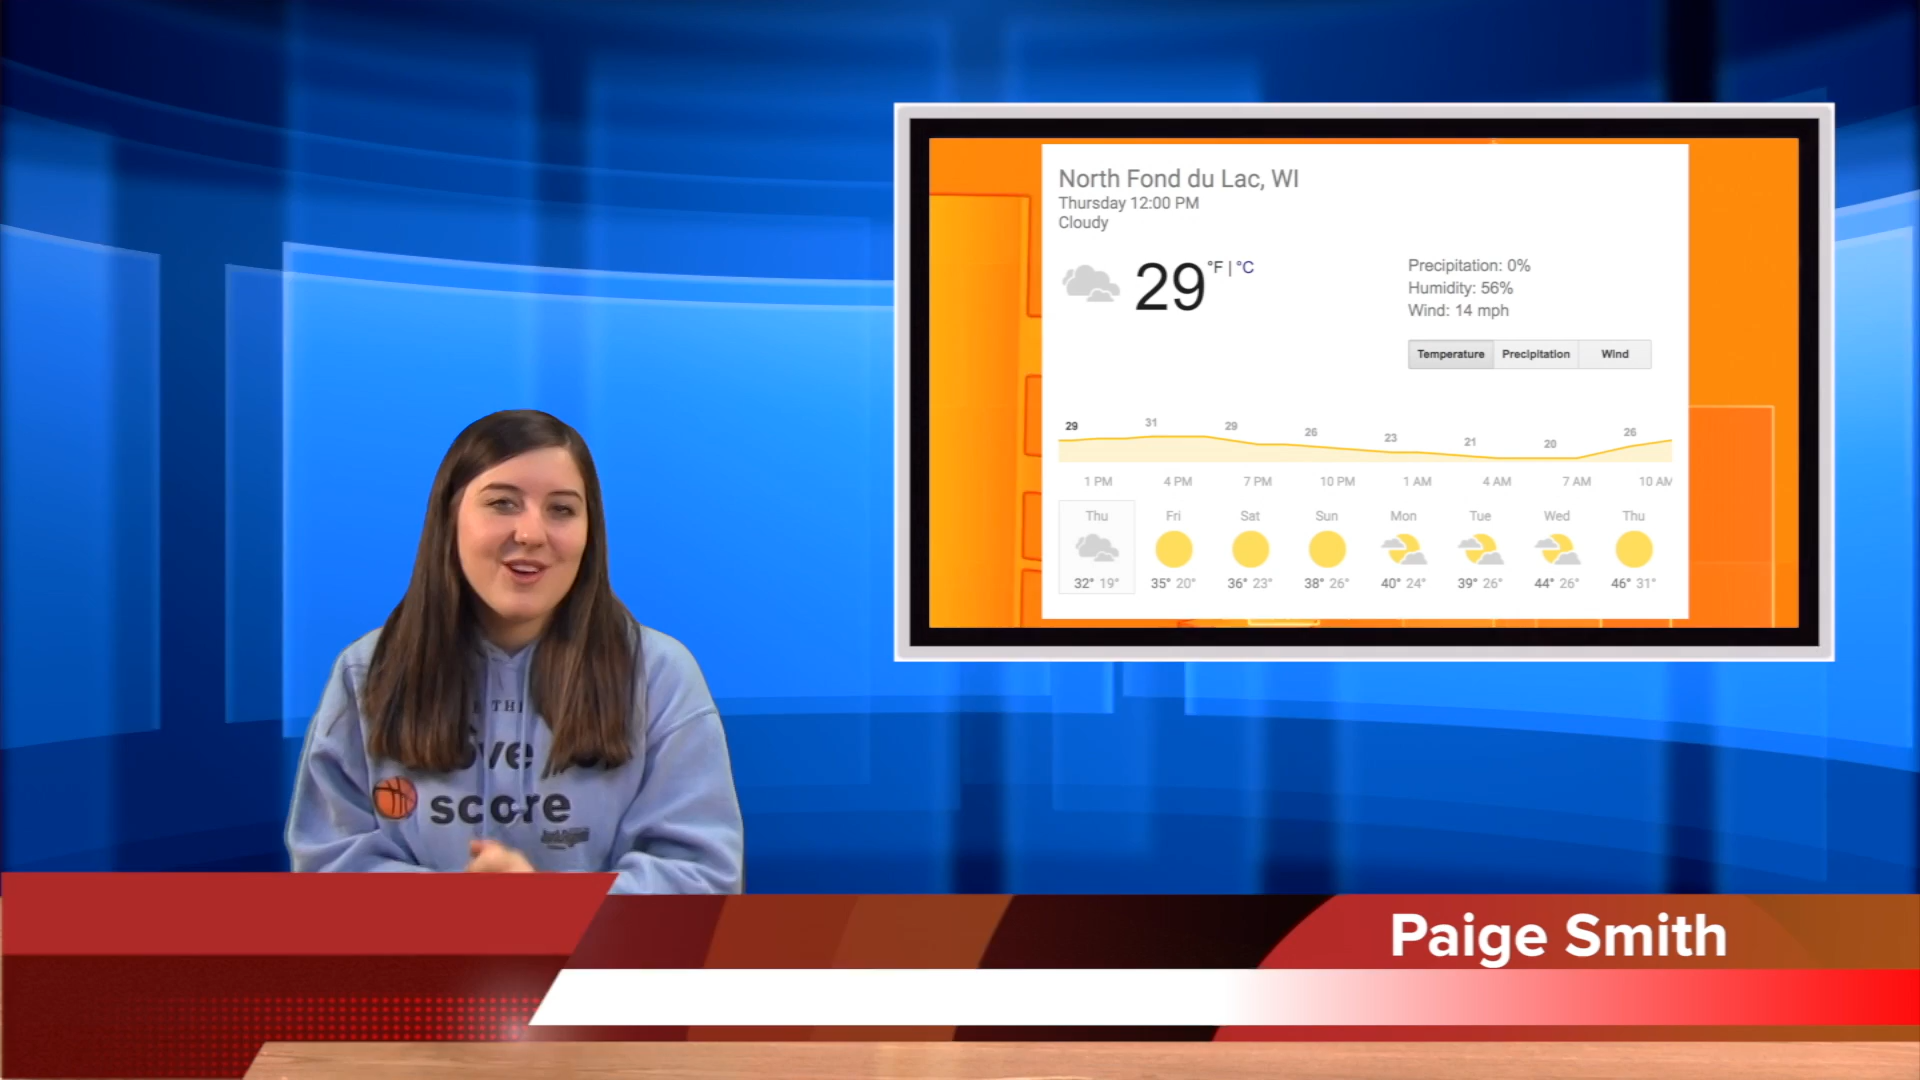 North Fond du Lac, WI
Thursday 12:00 PM
Cloudy
29 °F | °C
Precipitation: 0%
Humidity: 56%
Wind: 14 mph
Temperature Precipitation Wind
29 31 29 26 23 21 20 26
1 PM 4 PM 7 PM 10 PM 1 AM 4 AM 7 AM 10 AM
Thu Fri Sat Sun Mon Tue Wed Thu
32° 19° 35° 20° 36° 23° 38° 26° 40° 24° 39° 26° 44° 26° 46° 31°
score
Paige Smith